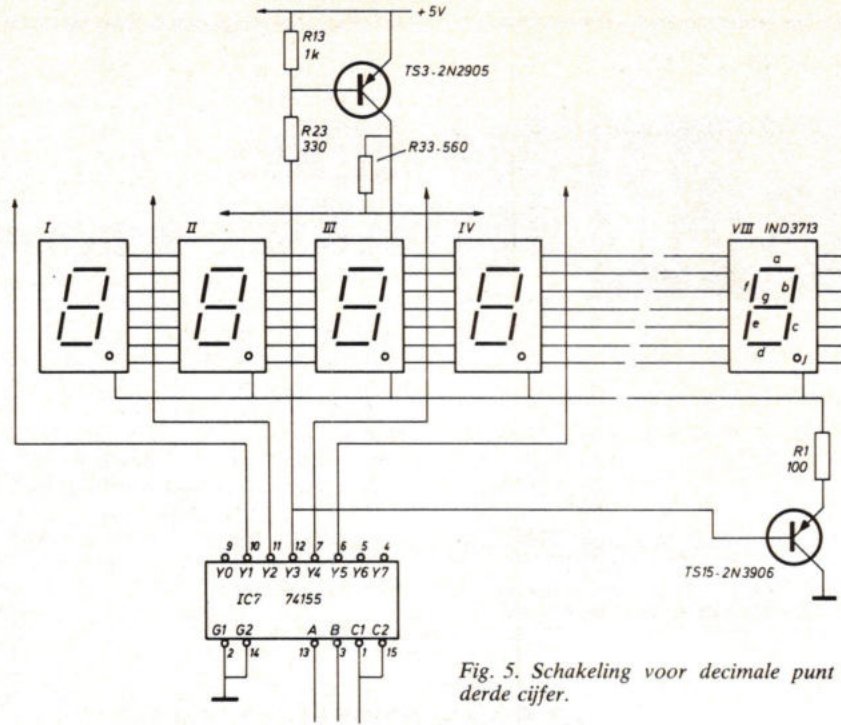 +5V
R13
1k
TS3-2N2905
R23
330
R33-560
I
II
III
IV
VIII IND3713
a
f
b
g
e
c
d
j
R1
100
9
10
11
12
7
6
5
4
Y0 Y1 Y2 Y3 Y4 Y5 Y6 Y7
TS15-2N3906
IC7 74155
G1 G2 A B C1 C2
2
14
13
3
1
15
Fig. 5. Schakeling voor decimale punt
derde cijfer.